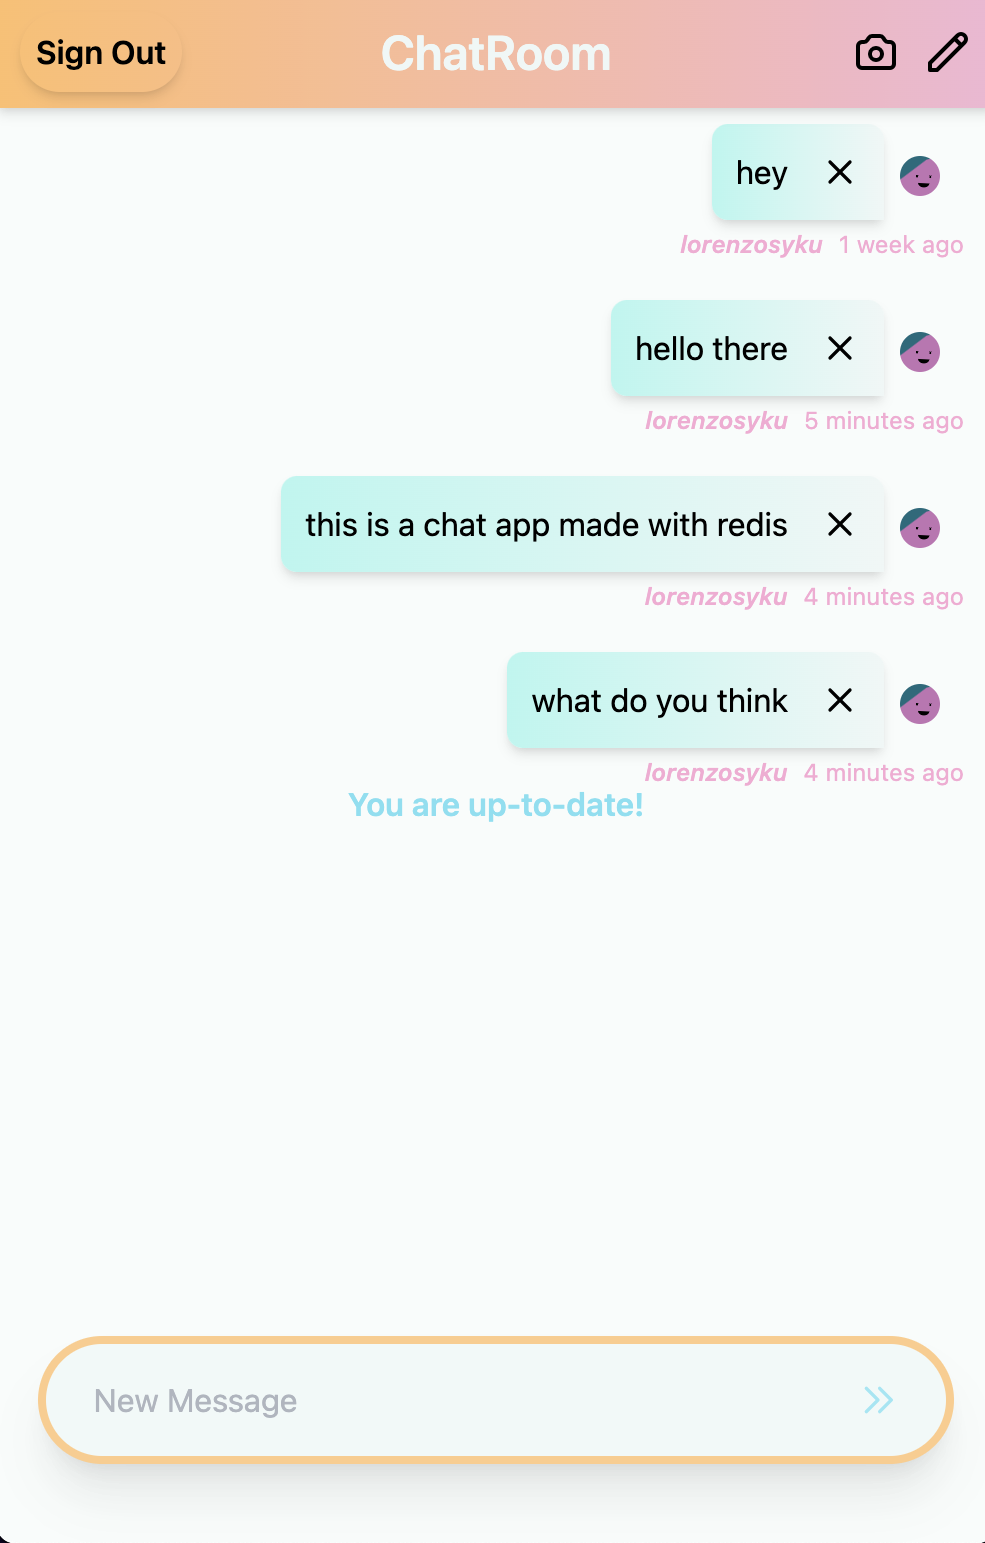 Sign Out
ChatRoom
hey
lorenzosyku 1 week ago
hello there
lorenzosyku 5 minutes ago
this is a chat app made with redis
lorenzosyku 4 minutes ago
what do you think
lorenzosyku 4 minutes ago
You are up-to-date!
New Message